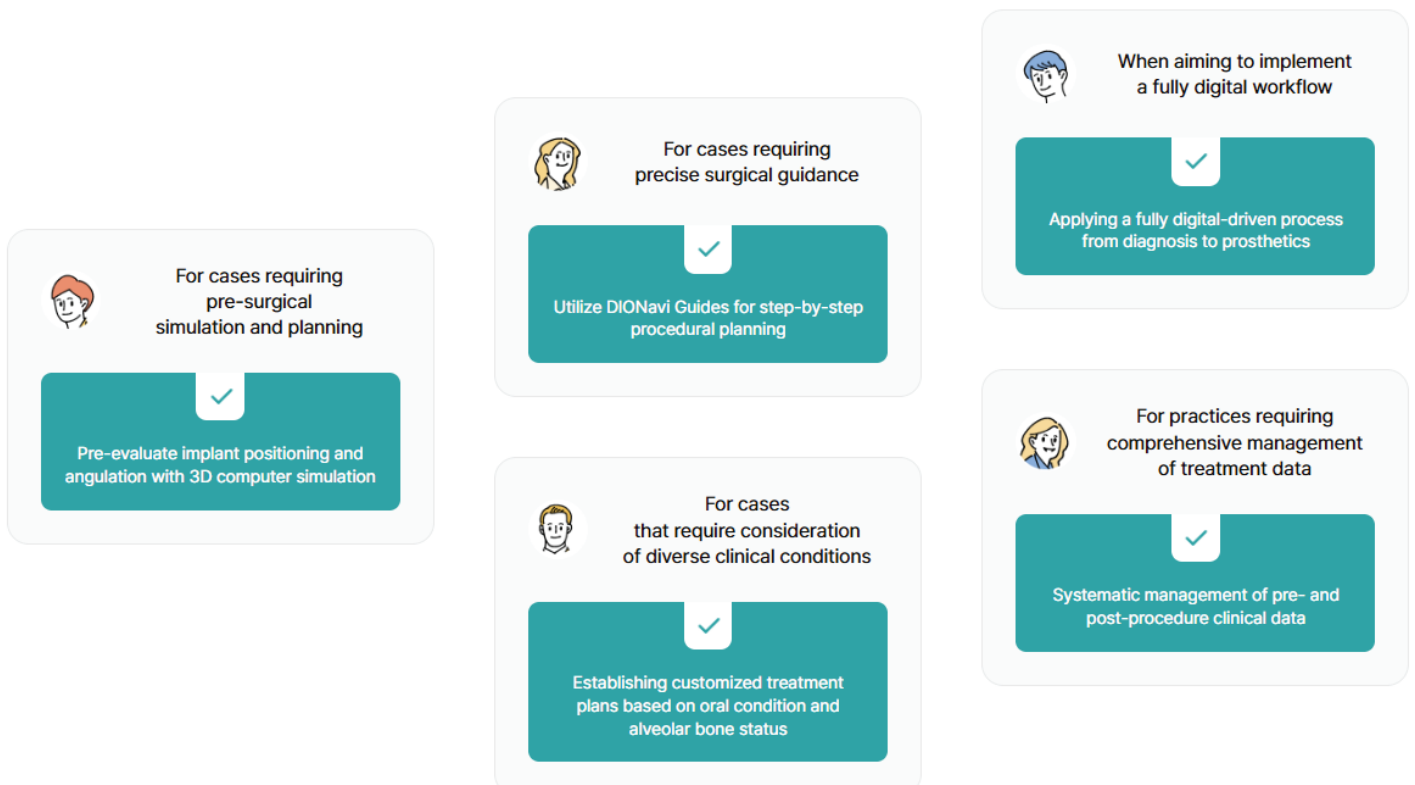 For cases requiring
pre-surgical
simulation and planning
Pre-evaluate implant positioning and
angulation with 3D computer simulation
For cases requiring
precise surgical guidance
Utilize DIONavi Guides for step-by-step
procedural planning
For cases
that require consideration
of diverse clinical conditions
Establishing customized treatment
plans based on oral condition and
alveolar bone status
When aiming to implement
a fully digital workflow
Applying a fully digital-driven process
from diagnosis to prosthetics
For practices requiring
comprehensive management
of treatment data
Systematic management of pre- and
post-procedure clinical data